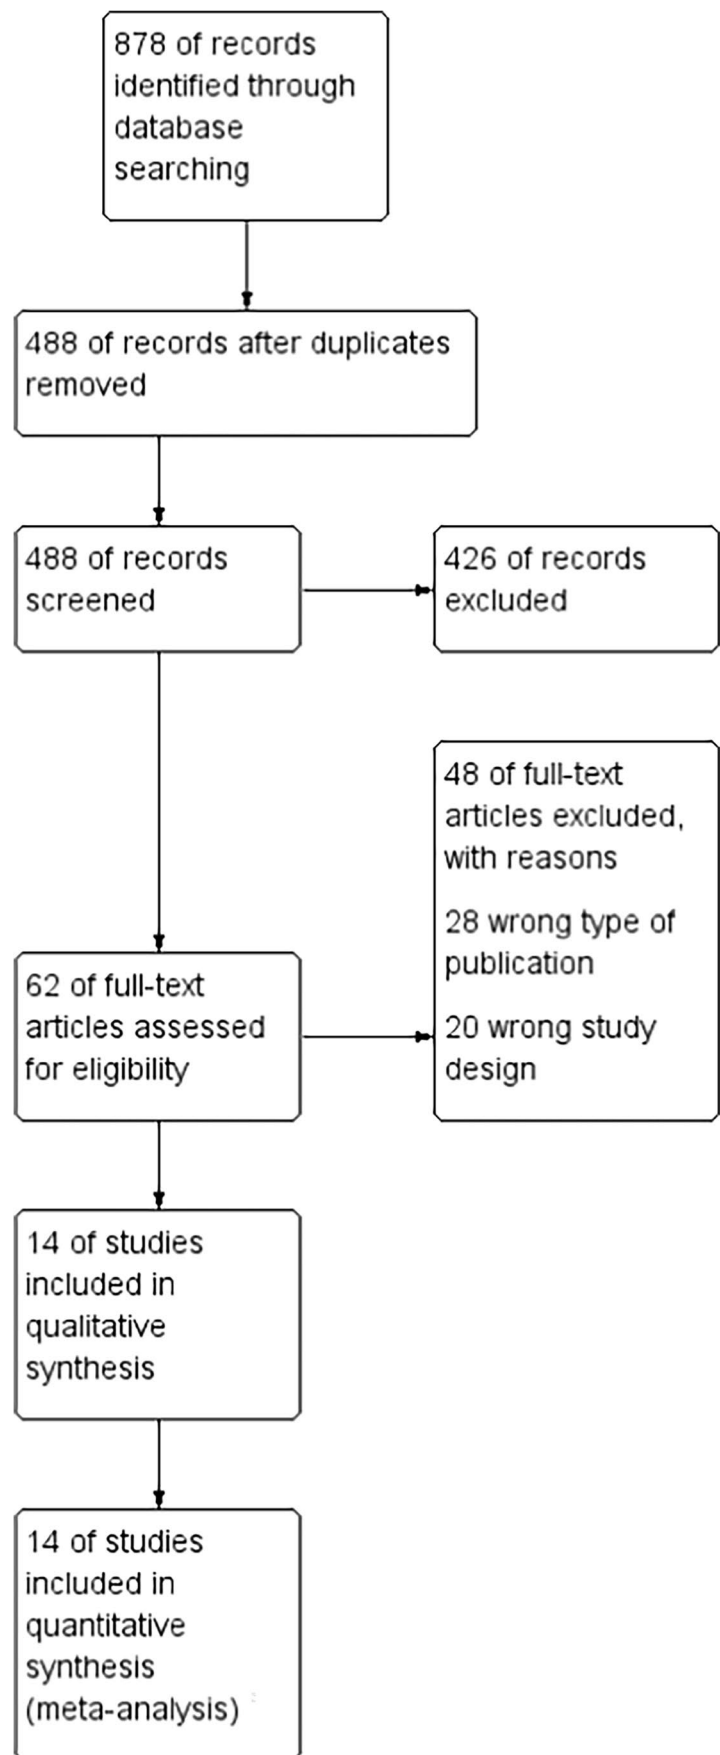 878 of records
identified through
database
searching
488 of records after duplicates
removed
488 of records
screened
426 of records
excluded
48 of full-text
articles excluded,
with reasons
28 wrong type of
publication
20 wrong study
design
62 of full-text
articles assessed
for eligibility
14 of studies
included in
qualitative
synthesis
14 of studies
included in
quantitative
synthesis
(meta-analysis)